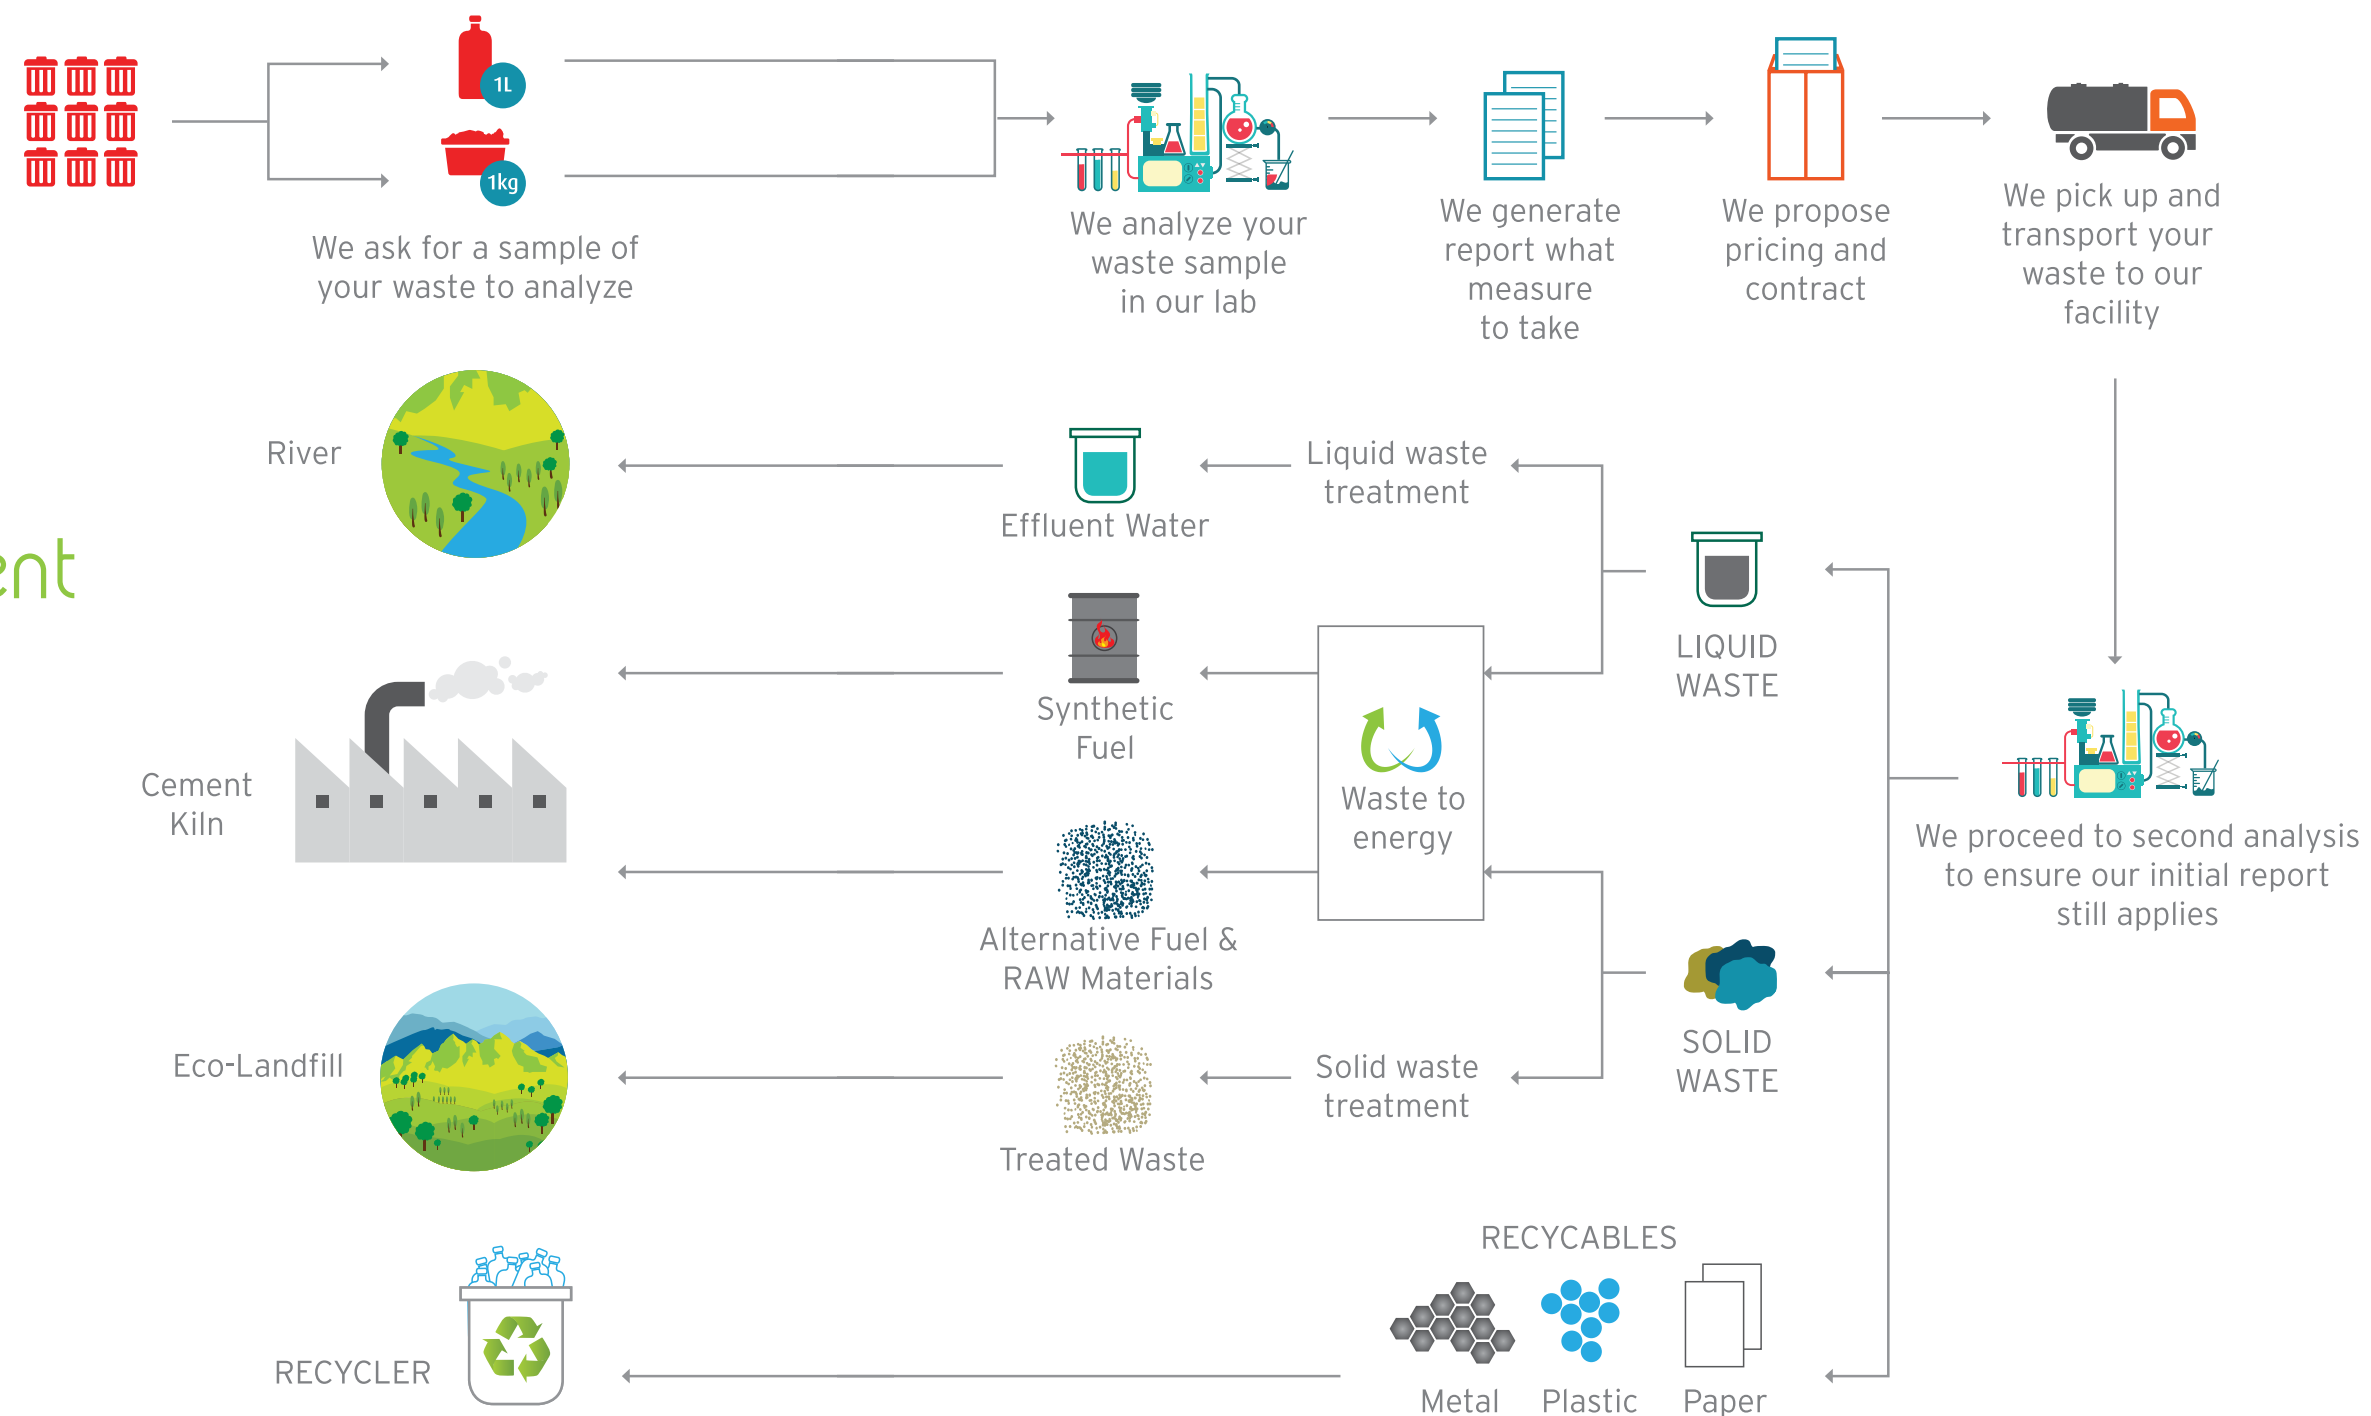 1L
1kg
We ask for a sample of
your waste to analyze
We analyze your
waste sample
in our lab
We generate
report what
measure
to take
We propose
pricing and
contract
We pick up and
transport your
waste to our
facility
River
Effluent Water
Liquid waste
treatment
LIQUID
WASTE
ent
Cement
Kiln
Synthetic
Fuel
Waste to
energy
We proceed to second analysis
to ensure our initial report
still applies
Alternative Fuel &
RAW Materials
SOLID
WASTE
Eco-Landfill
Treated Waste
Solid waste
treatment
RECYCABLES
RECYCLER
Metal
Plastic
Paper